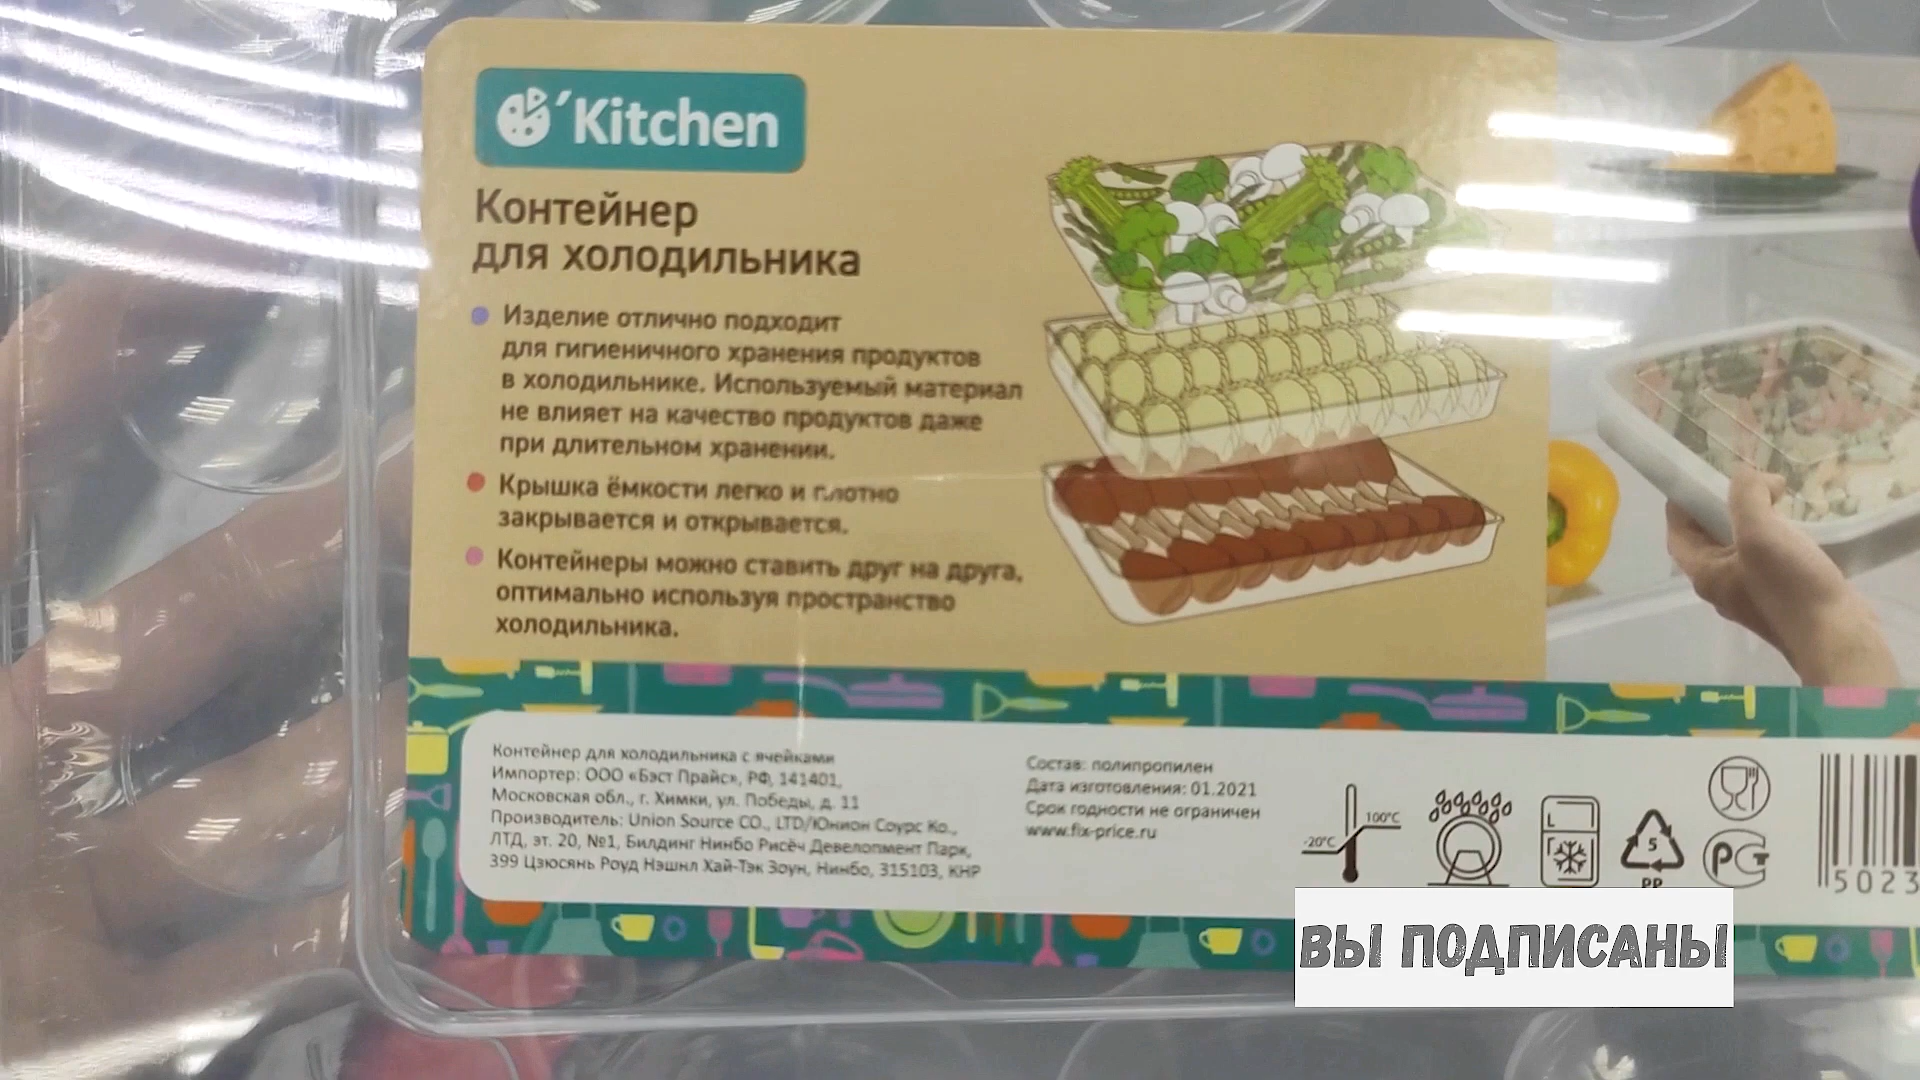 'Kitchen
Контейнер
для холодильника
Изделие отлично подходит
для гигиеничного хранения продуктов
в холодильнике. Используемый материал
не влияет на качество продуктов даже
при длительном хранении.
Крышка ёмкости легко и плотно
закрывается и открывается.
Контейнеры можно ставить друг на друга,
оптимально используя пространство
холодильника.
Контейнер для холодильника с ячейками
Импортер: ООО «Бэст Прайс», РФ, 141401,
Московская обл., г. Химки, ул. Победы, д. 11
Производитель: Union Source CO., LTD/Юнион Соурс Ко.,
ЛТД, эт. 20, №1, Билдинг Нинбо Рисёч Девелопмент Парк,
399 Цзюсянь Роуд Нэшнл Хай-Тэк Зоун, Нинбо, 315103, КНР
Состав: полипропилен
Дата изготовления: 01.2021
Срок годности не ограничен
www.fix-price.ru
-20°C
100°C
5
PP
РСТ
5023
ВЫ ПОДПИСАНЫ